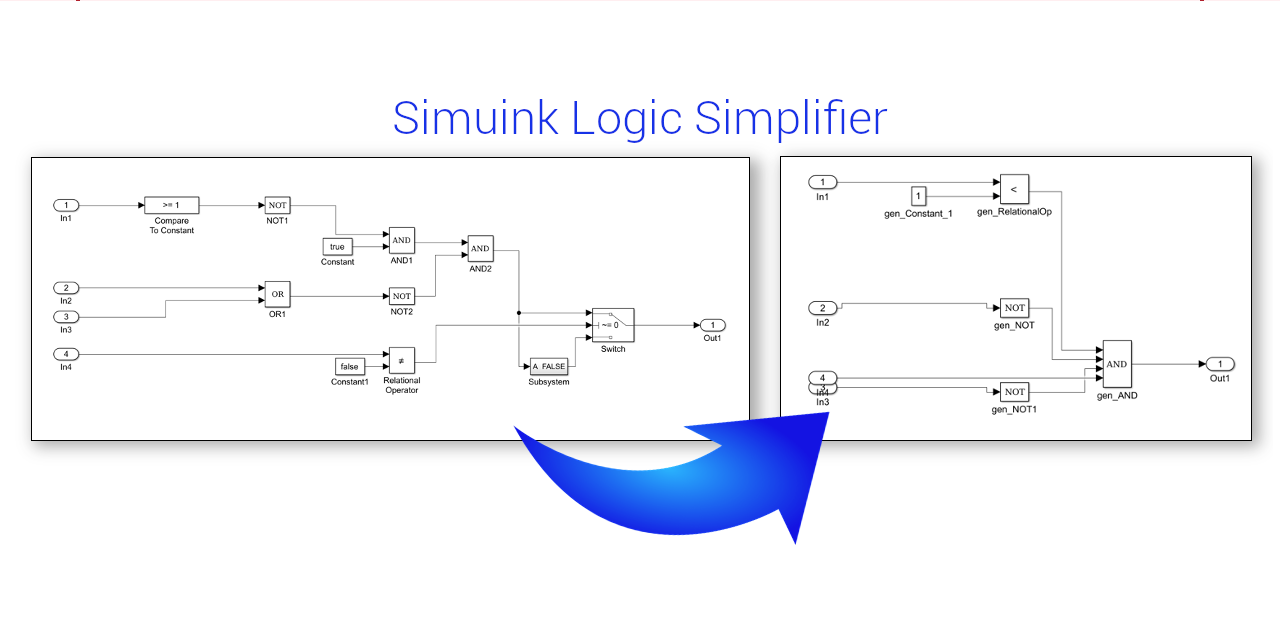 Simuink Logic Simplifier
1
In1
>= 1
Compare
To Constant
NOT
NOT1
true
Constant
AND
AND1
AND
AND2
2
In2
3
In3
OR
OR1
NOT
NOT2
4
In4
false
Constant1
≠
Relational
Operator
~= 0
Switch
A FALSE
Subsystem
1
Out1
1
In1
1
gen_Constant_1
<
gen_RelationalOp
2
In2
NOT
gen_NOT
4
In4
3
In3
NOT
gen_NOT1
AND
gen_AND
1
Out1